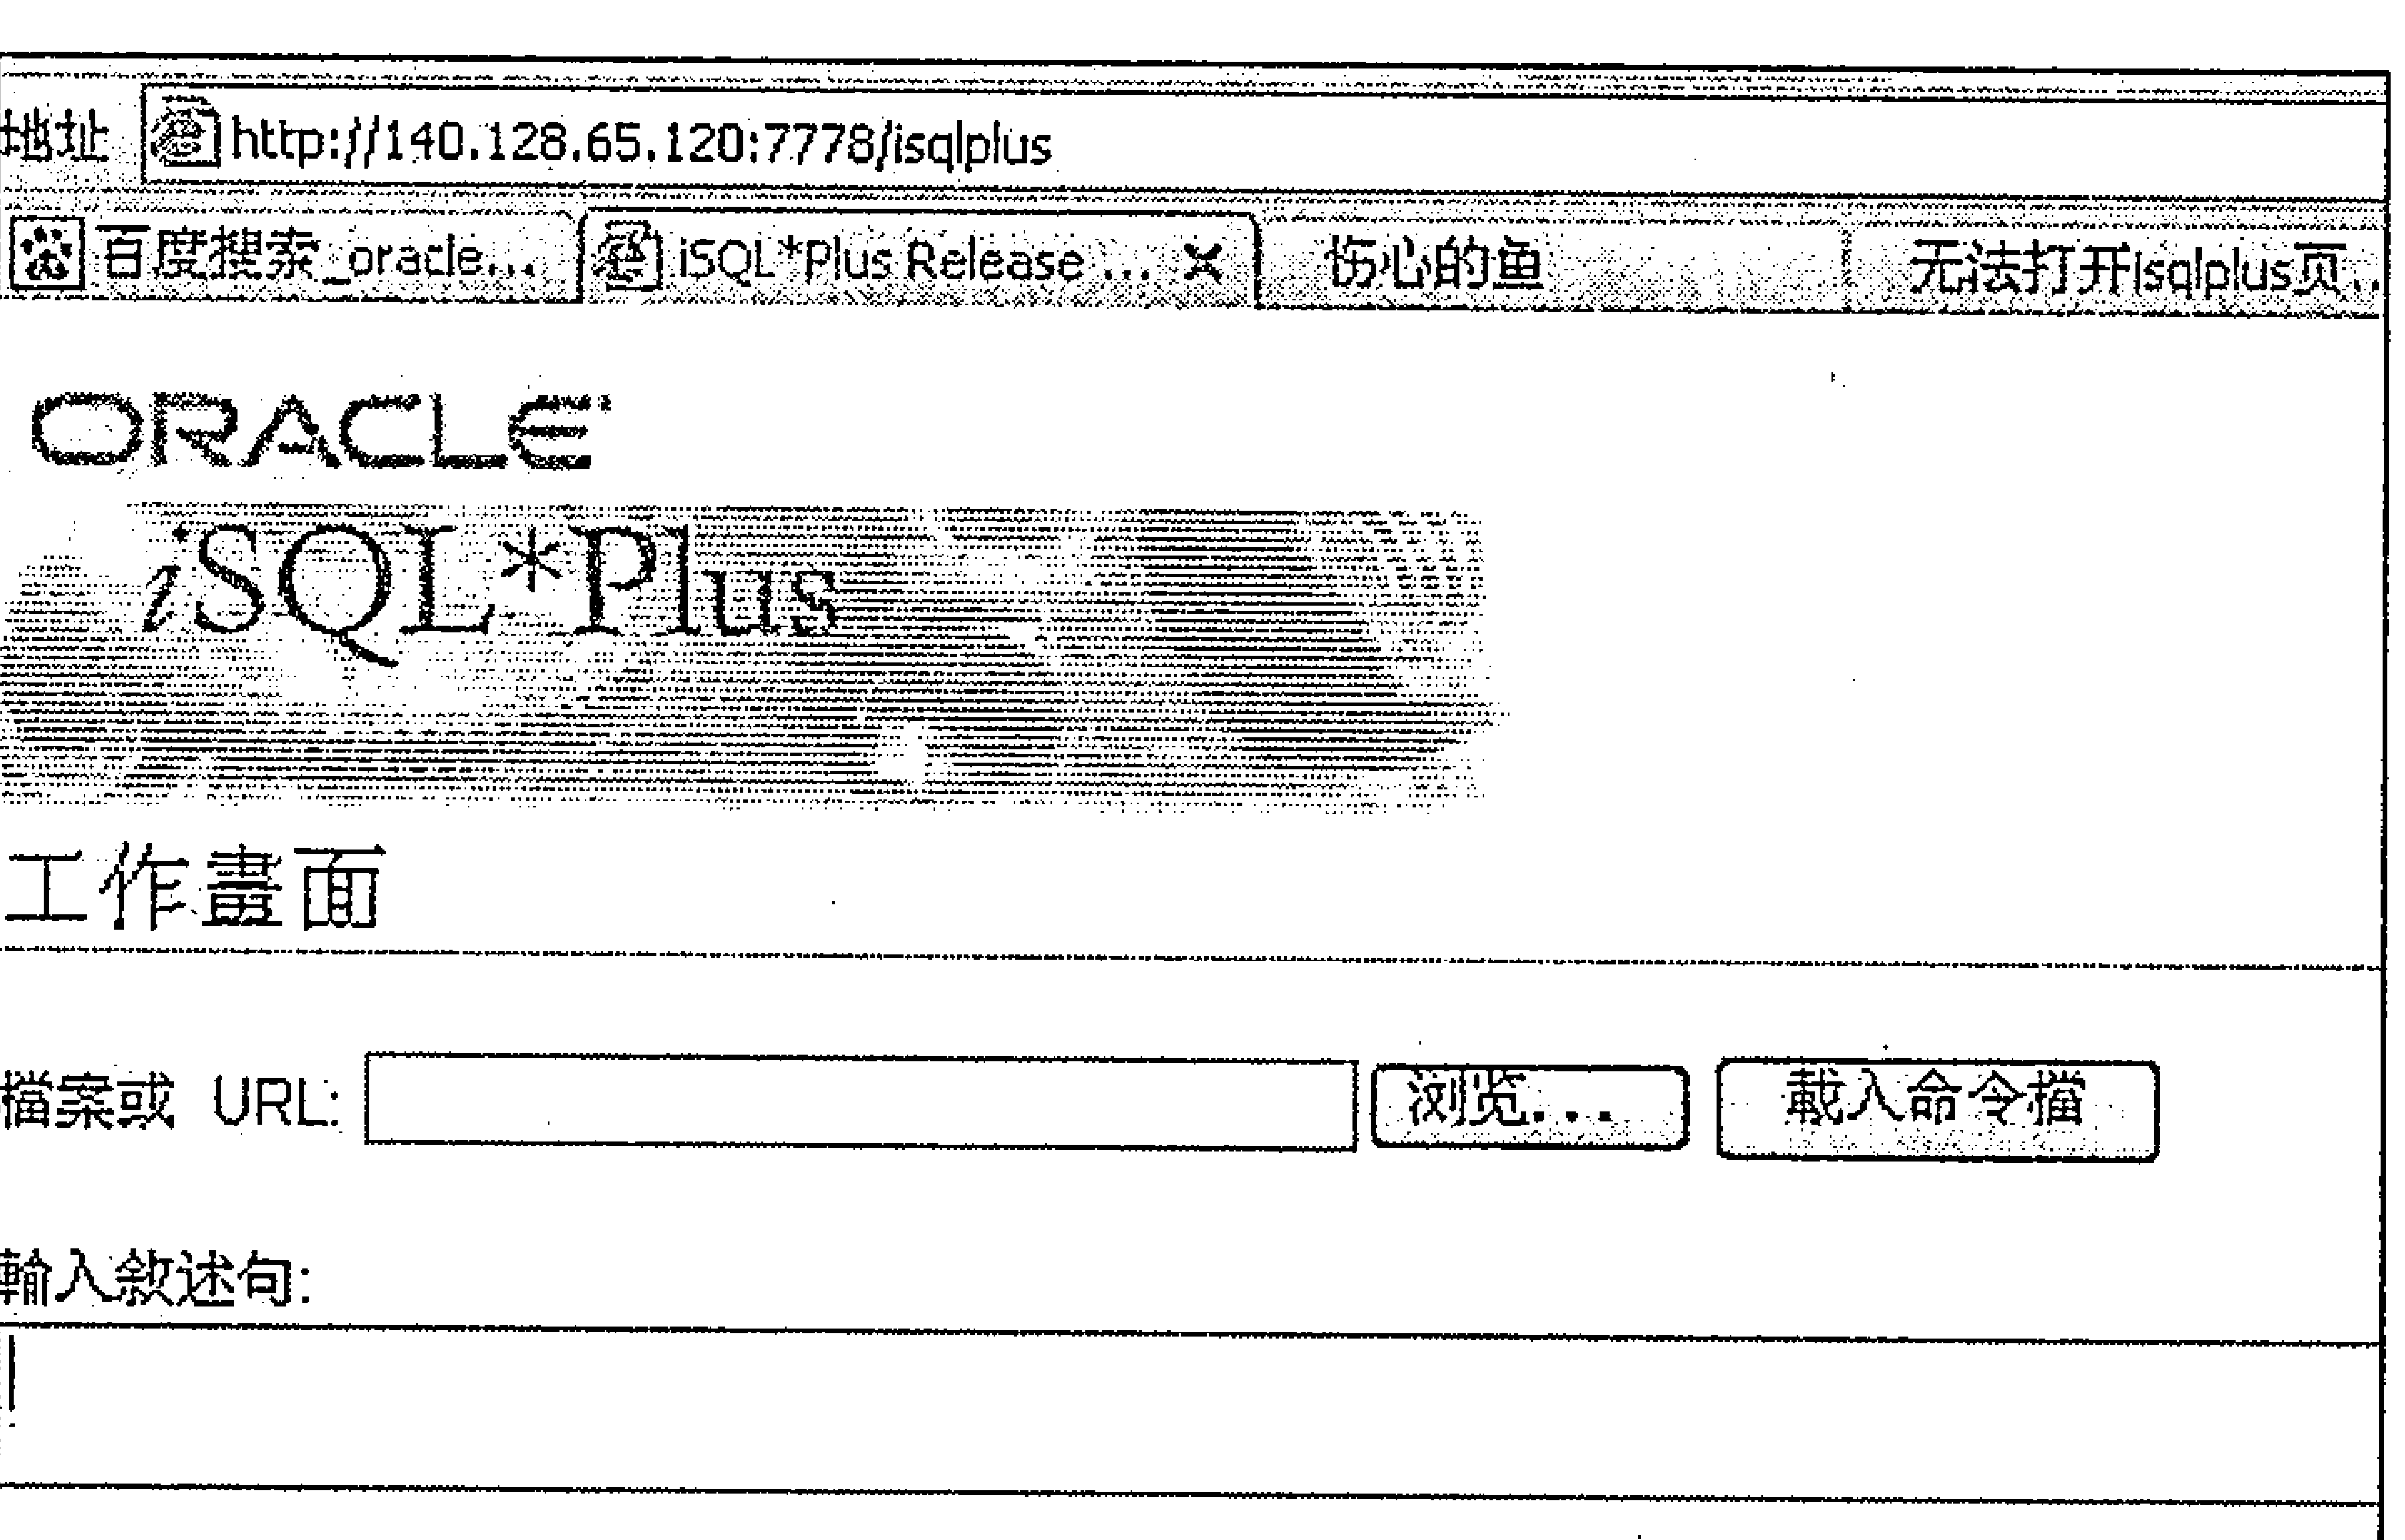 地址 http://140.128.65.120:7778/isqlplus
百度搜索_oracle... iSQL*Plus Release ... 伤心的鱼 无法打开isqlplus页..
ORACLE
iSQL*Plus
工作畫面
檔案或 URL: 浏览... 載入命令檔
輸入敘述句: